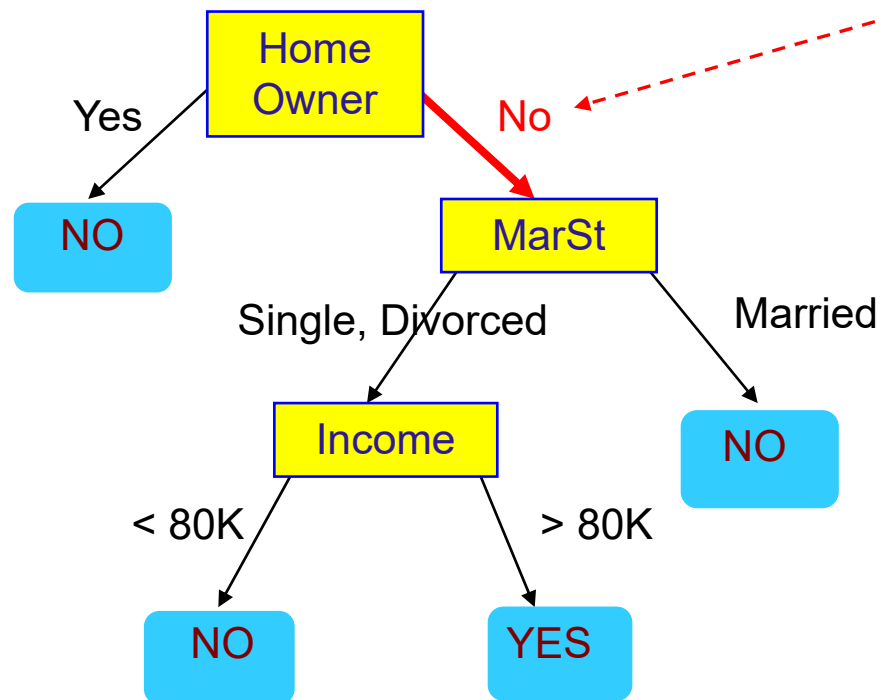 Home
Owner
Yes
No
NO
MarSt
Single, Divorced
Married
Income
NO
< 80K
> 80K
NO
YES